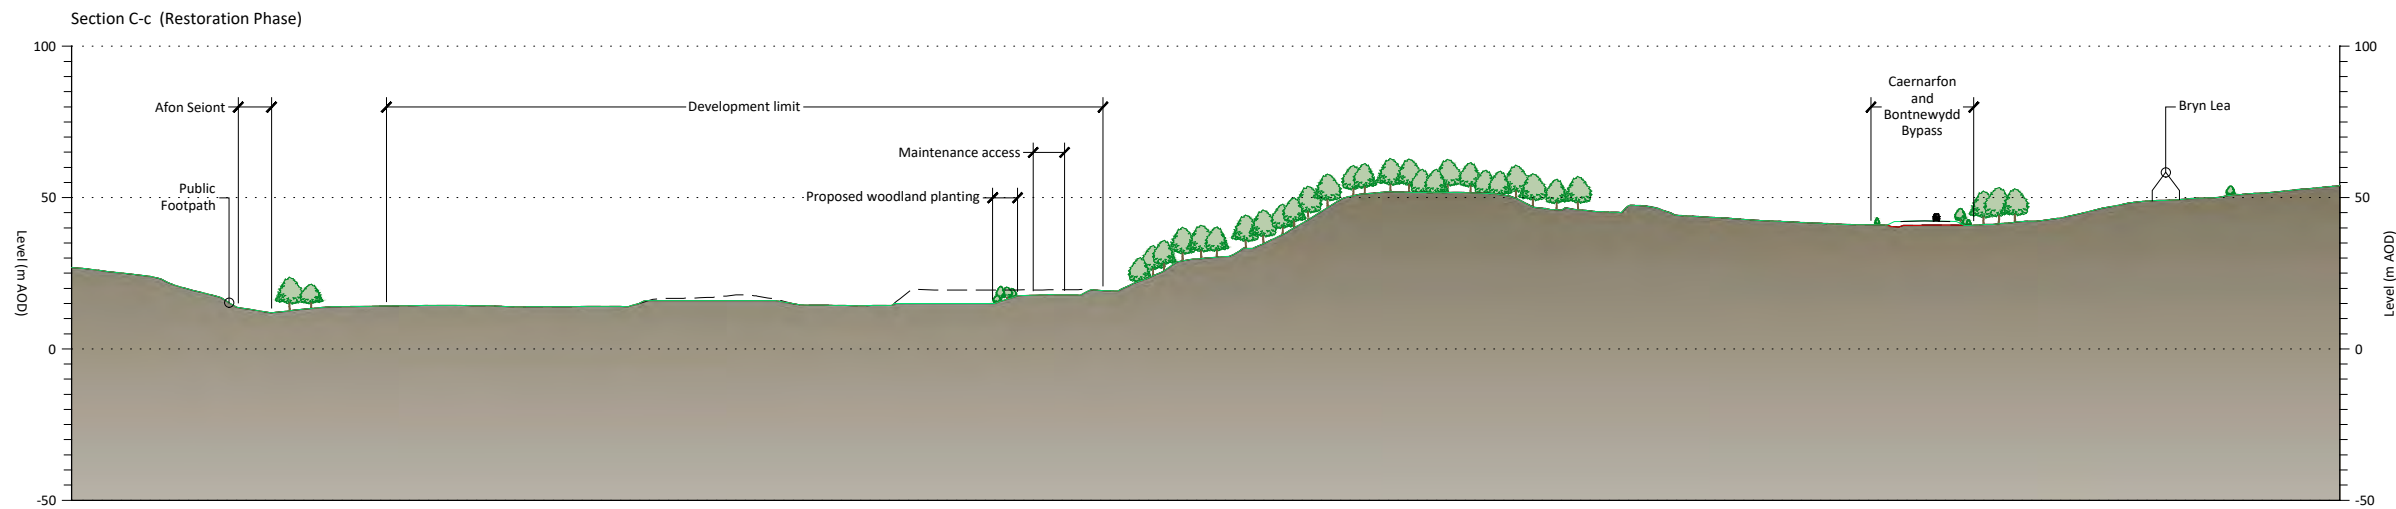 Section C-c (Restoration Phase)
100
100
Caernarfon
and
Bontnewydd
Bypass
Afon Seiont
Development limit
Bryn Lea
Maintenance access
Public
Footpath
Proposed woodland planting
50
50
Level (m AOD)
Level (m AOD)
0
0
-50
-50